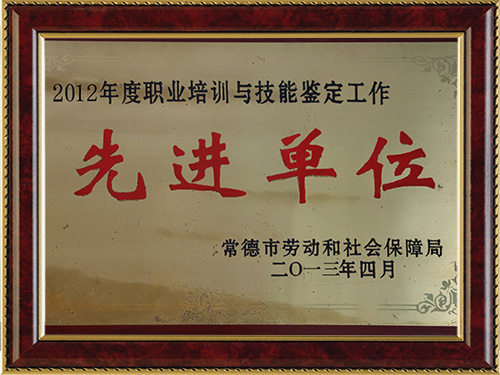 2012年度职业培训与技能鉴定工作
先进单位
常德市劳动和社会保障局
二〇一三年四月